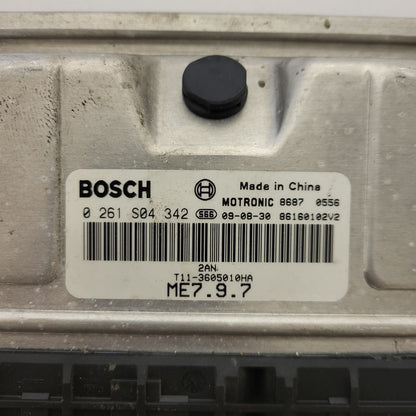 BOSCH Made in China
MOTRONIC 8687 0556
0 261 S04 342 666 09-08-30 86160102V2
2AN
T11-3605010HA
ME7.9.7